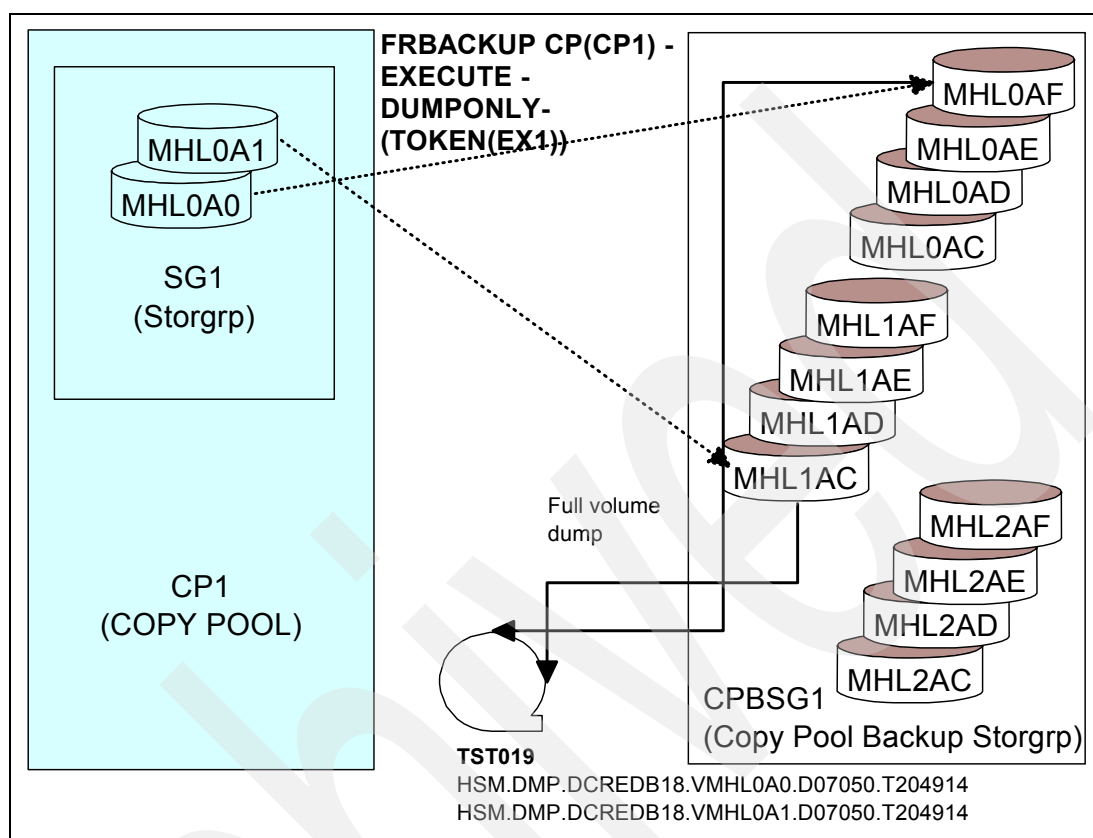 FRBACKUP CP(CP1) -
EXECUTE -
DUMPONLY-
(TOKEN(EX1))
MHL0A1
MHL0A0
SG1
(Storgrp)
CP1
(COPY POOL)
MHL0AF
MHL0AE
MHL0AD
MHL0AC
MHL1AF
MHL1AE
MHL1AD
MHL1AC
MHL2AF
MHL2AE
MHL2AD
MHL2AC
CPBSG1
(Copy Pool Backup Storgrp)
Full volume
dump
TST019
HSM.DMP.DCREDB18.VMHL0A0.D07050.T204914
HSM.DMP.DCREDB18.VMHL0A1.D07050.T204914